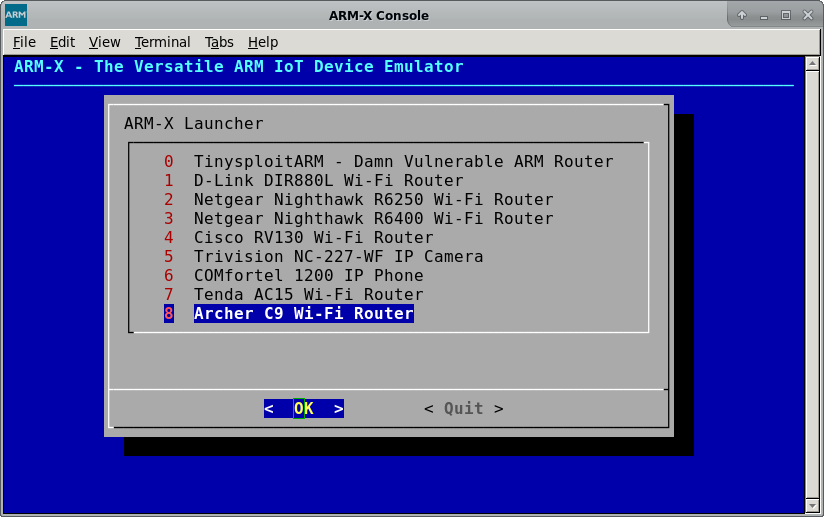 ARM
ARM-X Console
File Edit View Terminal Tabs Help
ARM-X - The Versatile ARM IoT Device Emulator
ARM-X Launcher
0 TinysploitARM - Damn Vulnerable ARM Router
1 D-Link DIR880L Wi-Fi Router
2 Netgear Nighthawk R6250 Wi-Fi Router
3 Netgear Nighthawk R6400 Wi-Fi Router
4 Cisco RV130 Wi-Fi Router
5 Trivision NC-227-WF IP Camera
6 COMfortel 1200 IP Phone
7 Tenda AC15 Wi-Fi Router
8 Archer C9 Wi-Fi Router
< OK > < Quit >